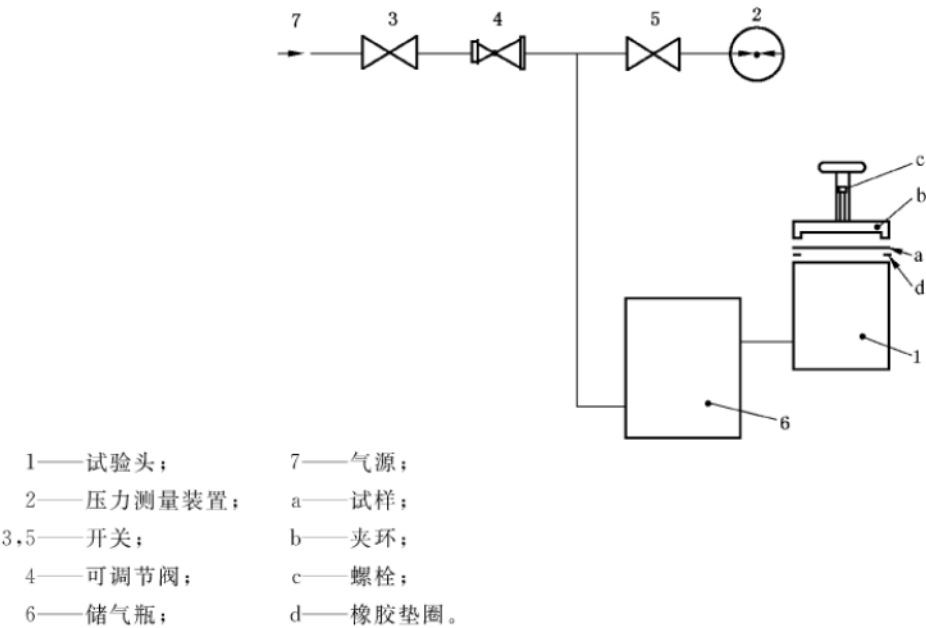 7 3 4 5 2
c
b
a
d
1
6
1——试验头； 7——气源；
2——压力测量装置； a——试样；
3,5——开关； b——夹环；
4——可调节阀； c——螺栓；
6——储气瓶； d——橡胶垫圈。